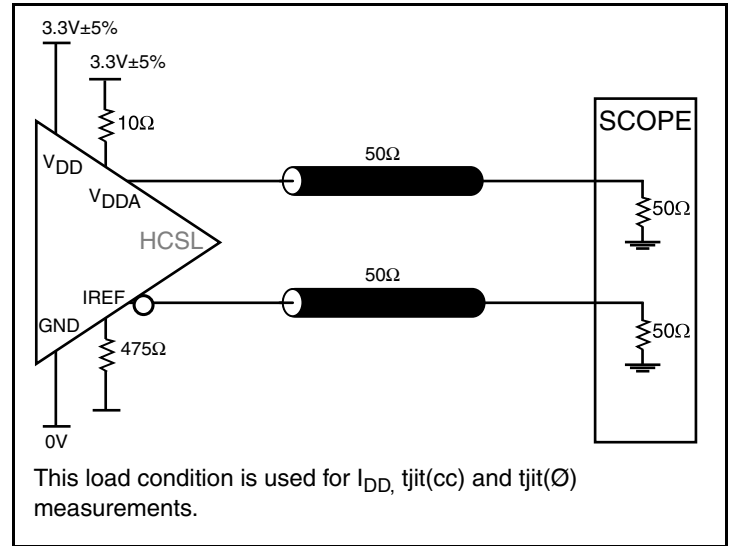 3.3V±5%
3.3V±5%
10Ω
SCOPE
50Ω
VDD
VDDA
50Ω
HCSL
50Ω
IREF
GND
50Ω
475Ω
0V
This load condition is used for IDD, tjit(cc) and tjit(Ø)
measurements.